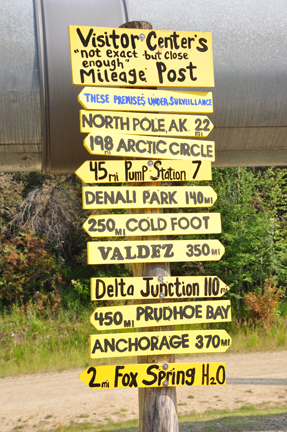 Visitor Center's
"not exact but close
enough"
Mileage Post
THESE PREMISES UNDER SURVEILLANCE
NORTH POLE, AK 22 MI
198 MI ARCTIC CIRCLE
45 mi Pump Station 7
DENALI PARK 140 MI
250 MI COLD FOOT
VALDEZ 350 MI
Delta Junction 110 mi
450 MI PRUDHOE BAY
ANCHORAGE 370 MI
2 mi Fox Spring H2O